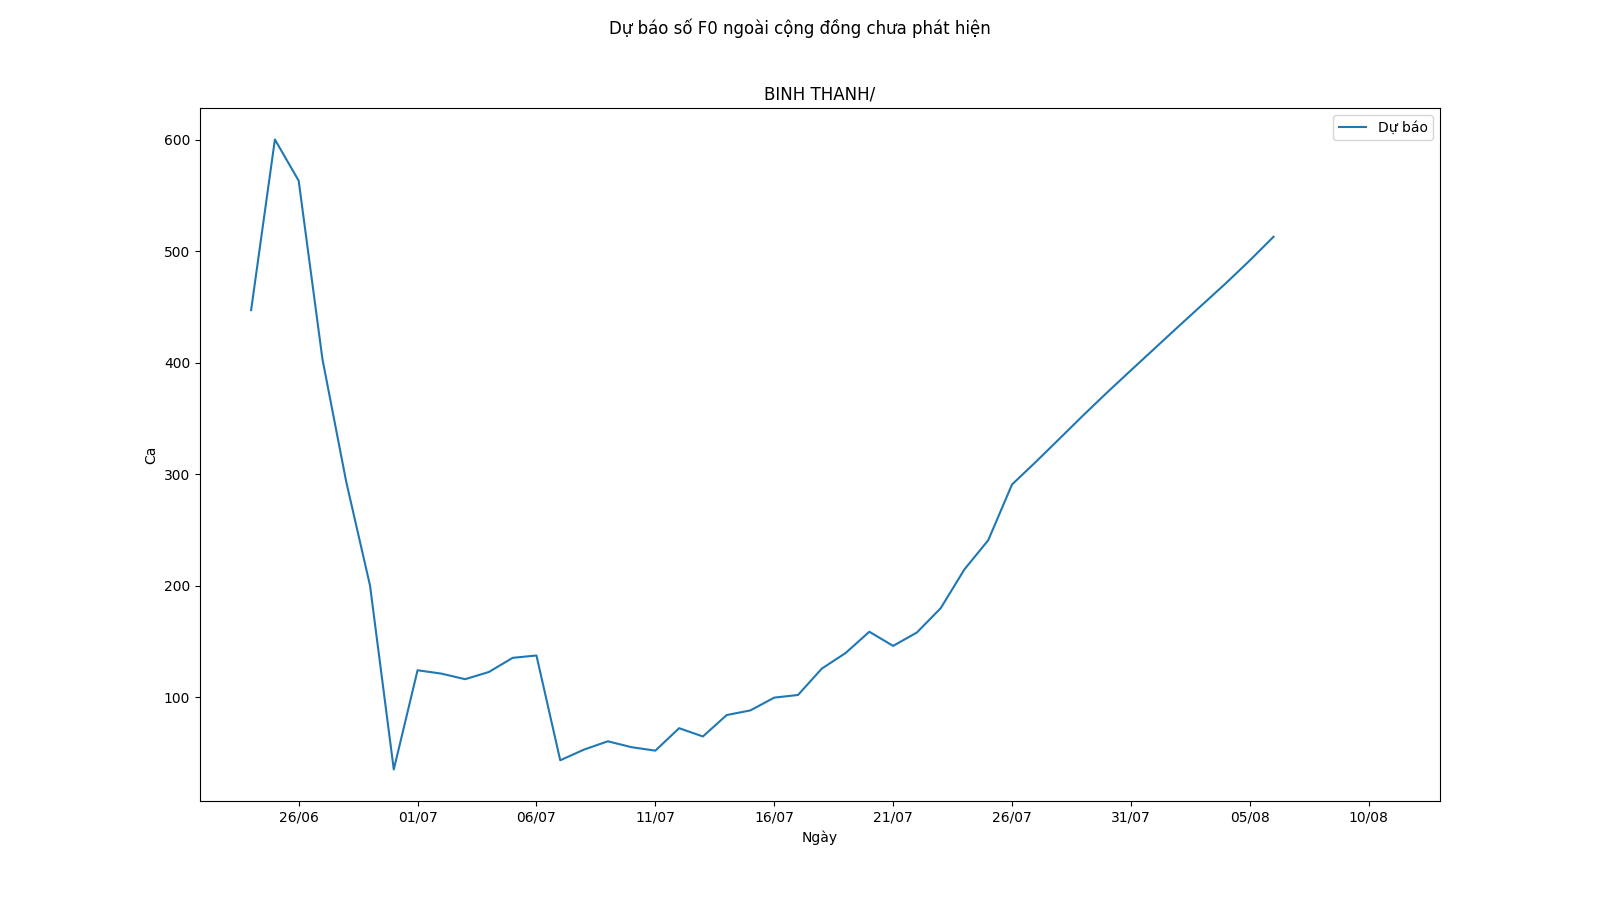 Dự báo số F0 ngoài cộng đồng chưa phát hiện
BINH THANH/
Dự báo
600
500
400
300
200
100
Ca
26/06 01/07 06/07 11/07 16/07 21/07 26/07 31/07 05/08 10/08
Ngày